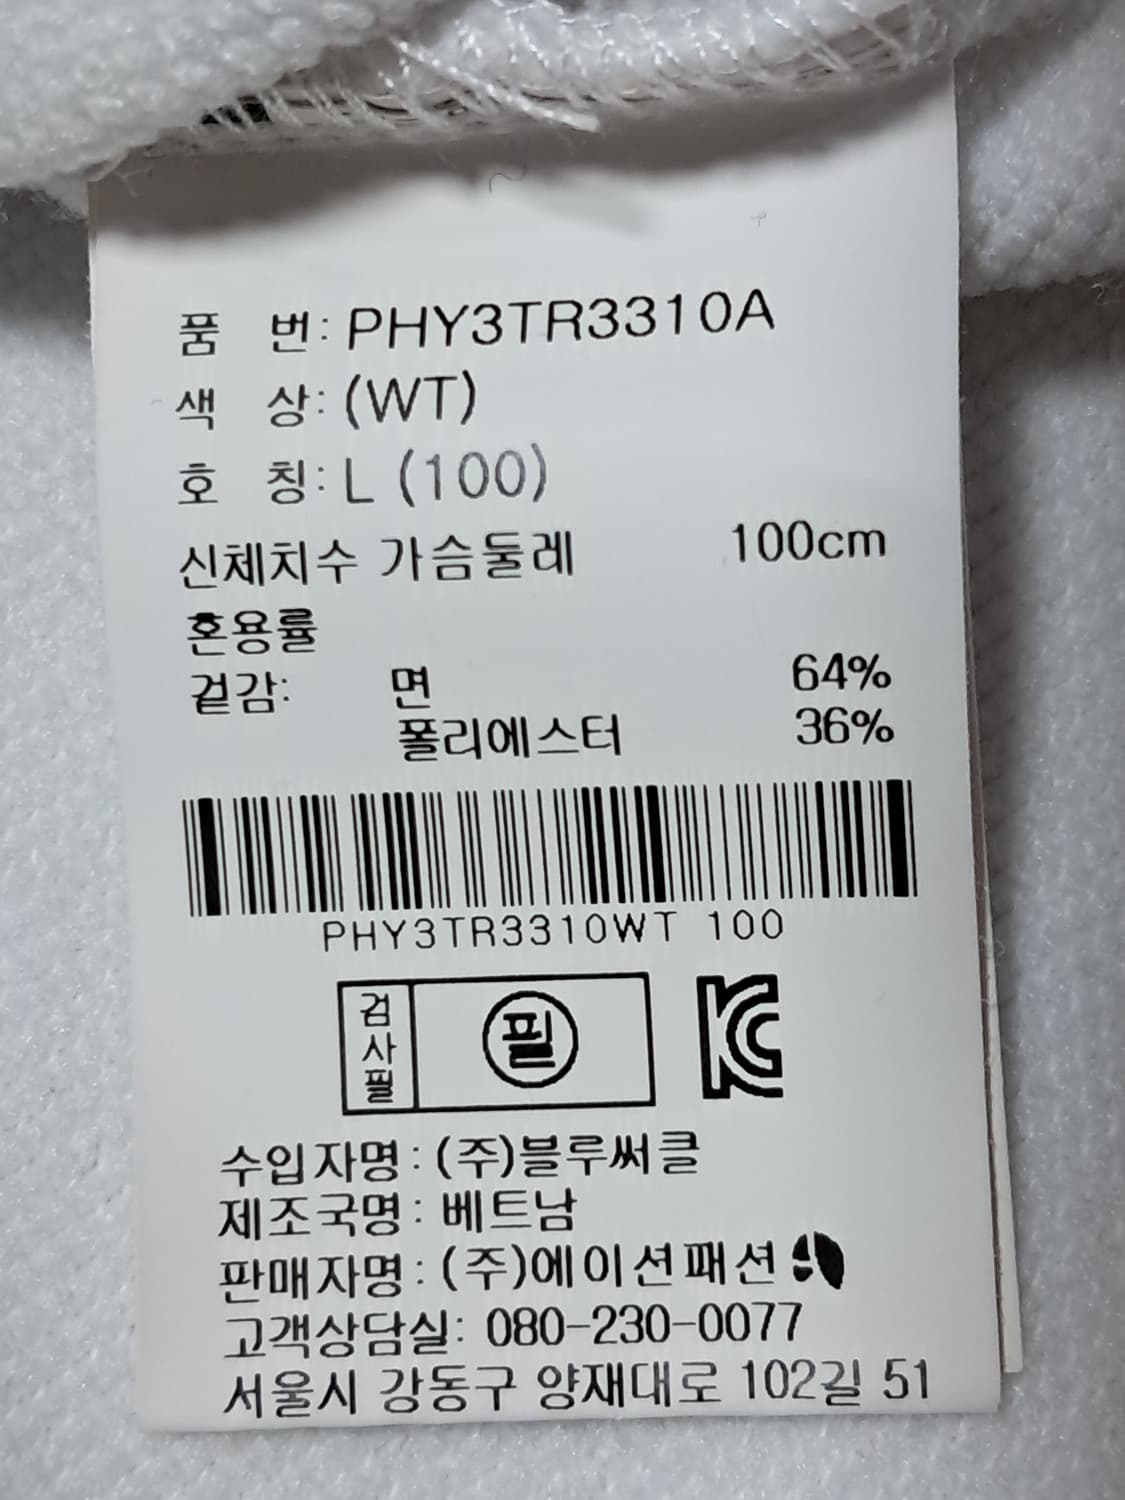 품 번: PHY3TR3310A
색 상: (WT)
호 칭: L (100)
신체치수 가슴둘레 100cm
혼용률
겉감: 면 64%
폴리에스터 36%
PHY3TR3310WT 100
검사필 필 KC
수입자명: (주)블루써클
제조국명: 베트남
판매자명: (주)에이션패션
고객상담실: 080-230-0077
서울시 강동구 양재대로 102길 51